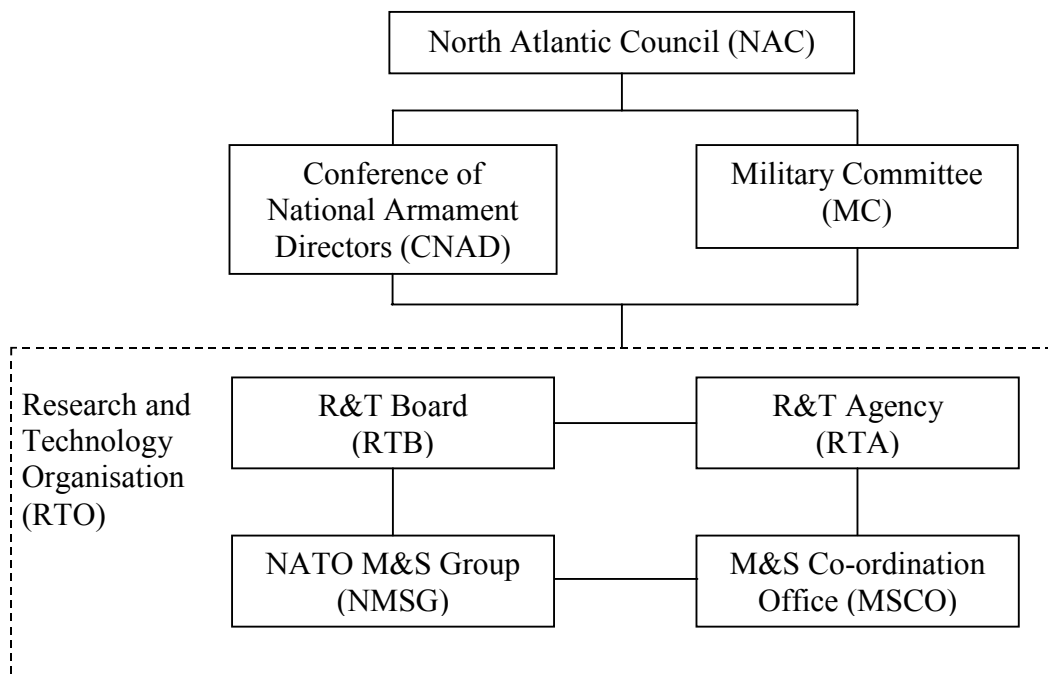 North Atlantic Council (NAC)
Conference of
National Armament
Directors (CNAD)
Military Committee
(MC)
Research and
Technology
Organisation
(RTO)
R&T Board
(RTB)
R&T Agency
(RTA)
NATO M&S Group
(NMSG)
M&S Co-ordination
Office (MSCO)